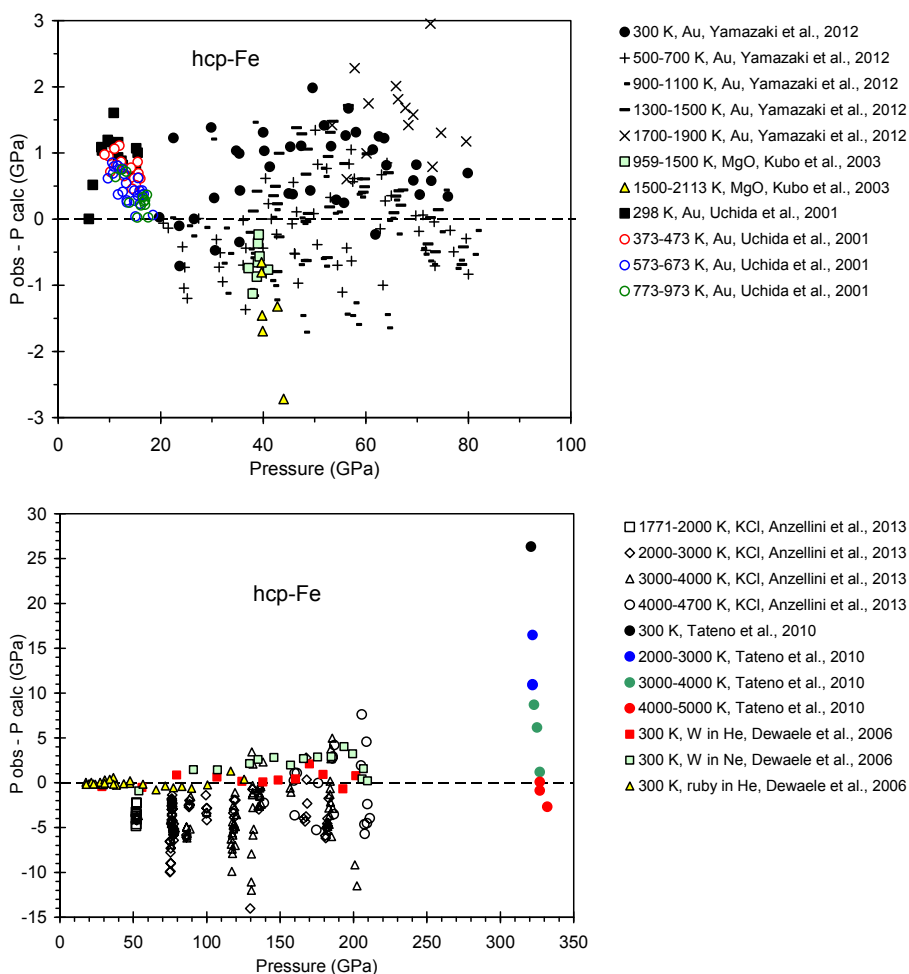 3
2
1
0
-1
-2
-3
0
20
40
60
80
100
P obs - P calc (GPa)
Pressure (GPa)
hcp-Fe
300 K, Au, Yamazaki et al., 2012
500-700 K, Au, Yamazaki et al., 2012
900-1100 K, Au, Yamazaki et al., 2012
1300-1500 K, Au, Yamazaki et al., 2012
1700-1900 K, Au, Yamazaki et al., 2012
959-1500 K, MgO, Kubo et al., 2003
1500-2113 K, MgO, Kubo et al., 2003
298 K, Au, Uchida et al., 2001
373-473 K, Au, Uchida et al., 2001
573-673 K, Au, Uchida et al., 2001
773-973 K, Au, Uchida et al., 2001
30
25
20
15
10
5
0
-5
-10
-15
0
50
100
150
200
250
300
350
P obs - P calc (GPa)
Pressure (GPa)
hcp-Fe
1771-2000 K, KCl, Anzellini et al., 2013
2000-3000 K, KCl, Anzellini et al., 2013
3000-4000 K, KCl, Anzellini et al., 2013
4000-4700 K, KCl, Anzellini et al., 2013
300 K, Tateno et al., 2010
2000-3000 K, Tateno et al., 2010
3000-4000 K, Tateno et al., 2010
4000-5000 K, Tateno et al., 2010
300 K, W in He, Dewaele et al., 2006
300 K, W in Ne, Dewaele et al., 2006
300 K, ruby in He, Dewaele et al., 2006